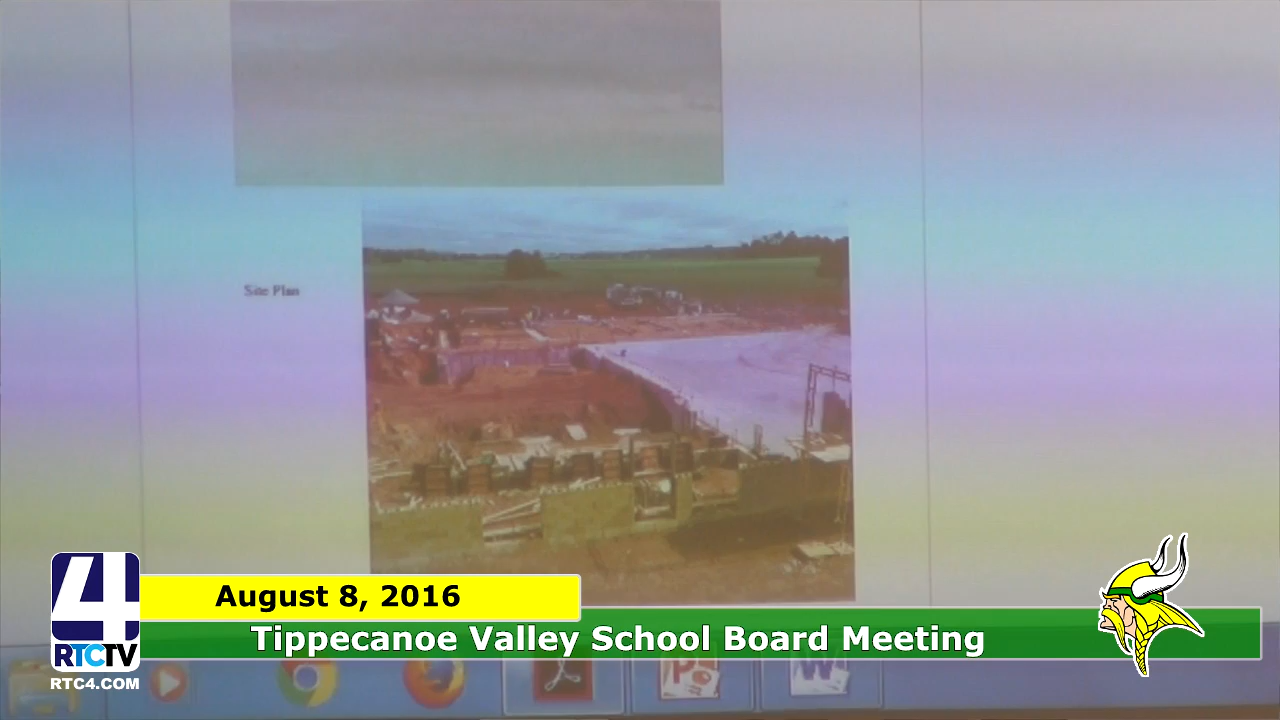 Site Plan
August 8, 2016
Tippecanoe Valley School Board Meeting
4
RTCTV
RTC4.COM